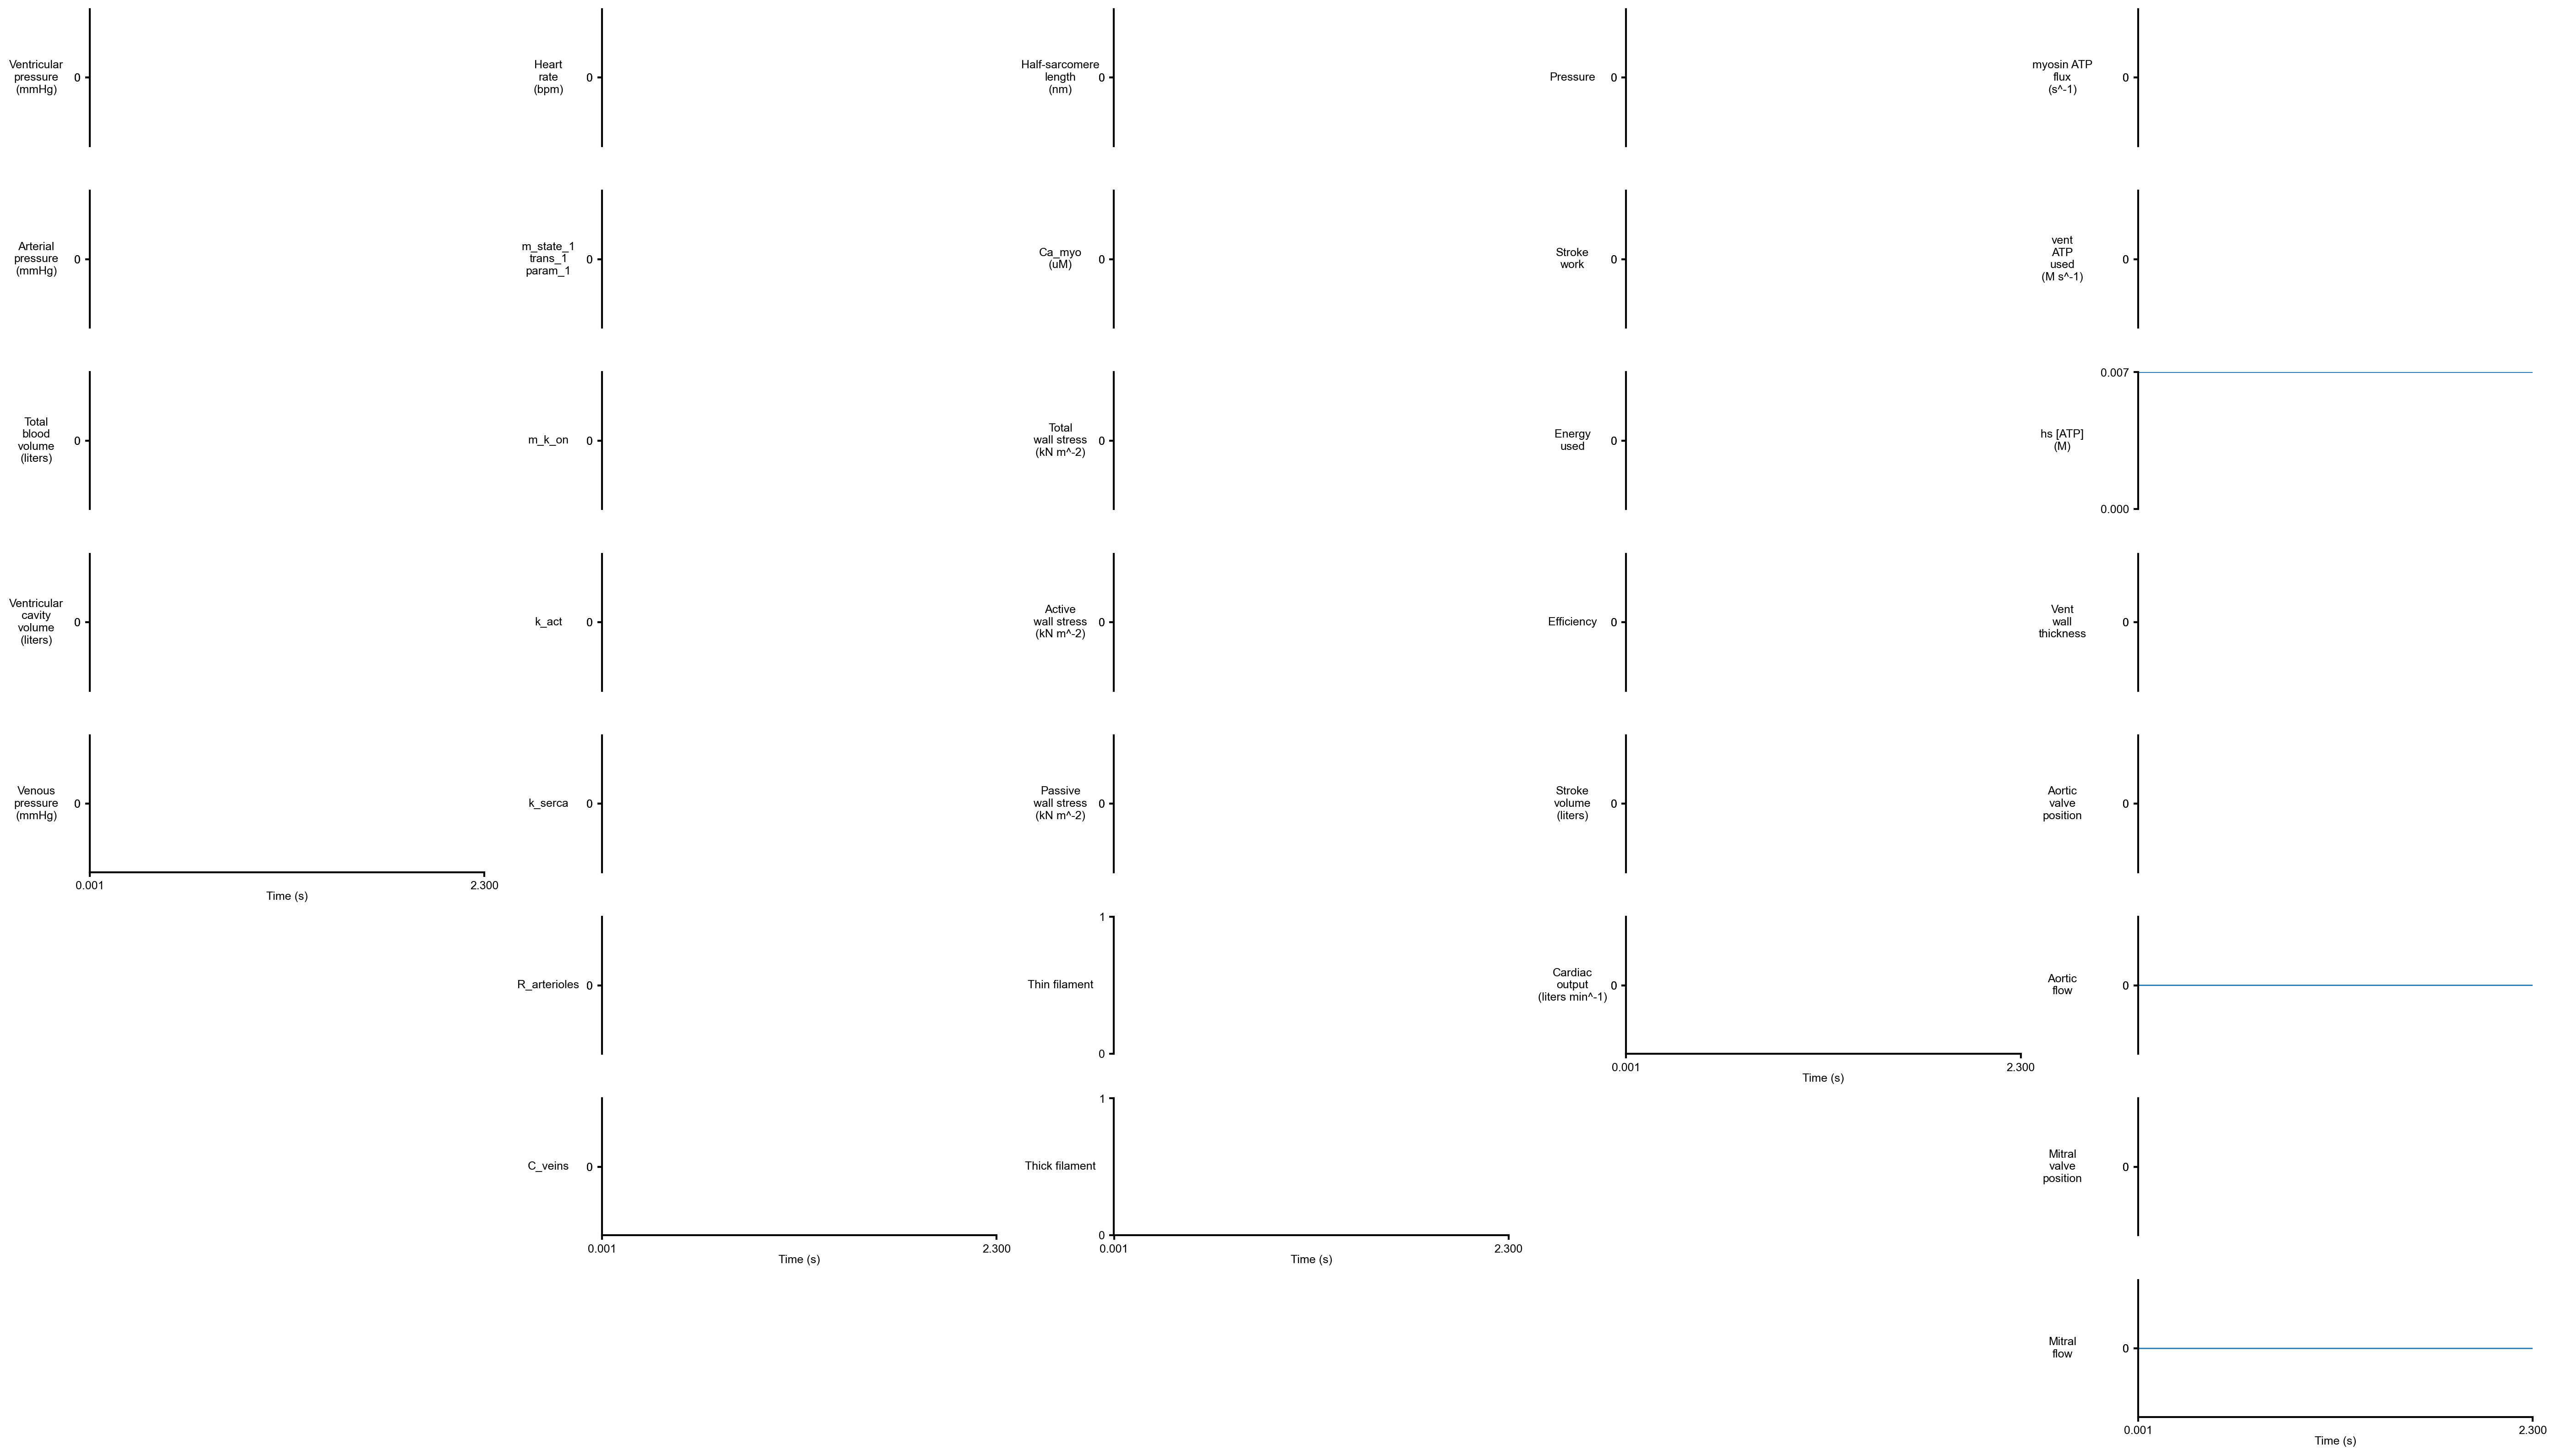 Ventricular
pressure
(mmHg)
0
Heart
rate
(bpm)
0
Half-sarcomere
length
(nm)
0
Pressure
0
myosin ATP
flux
(s^-1)
0
Arterial
pressure
(mmHg)
0
m_state_1
trans_1
param_1
0
Ca_myo
(uM)
0
Stroke
work
0
vent
ATP
used
(M s^-1)
0
Total
blood
volume
(liters)
0
m_k_on
0
Total
wall stress
(kN m^-2)
0
Energy
used
0
hs [ATP]
(M)
0.007
0.000
Ventricular
cavity
volume
(liters)
0
k_act
0
Active
wall stress
(kN m^-2)
0
Efficiency
0
Vent
wall
thickness
0
Venous
pressure
(mmHg)
0
0.001
2.300
Time (s)
k_serca
0
Passive
wall stress
(kN m^-2)
0
Stroke
volume
(liters)
0
Aortic
valve
position
0
R_arterioles
0
Thin filament
1
0
Cardiac
output
(liters min^-1)
0
0.001
2.300
Time (s)
Aortic
flow
0
C_veins
0
0.001
2.300
Time (s)
Thick filament
1
0
0.001
2.300
Time (s)
Mitral
valve
position
0
Mitral
flow
0
0.001
2.300
Time (s)